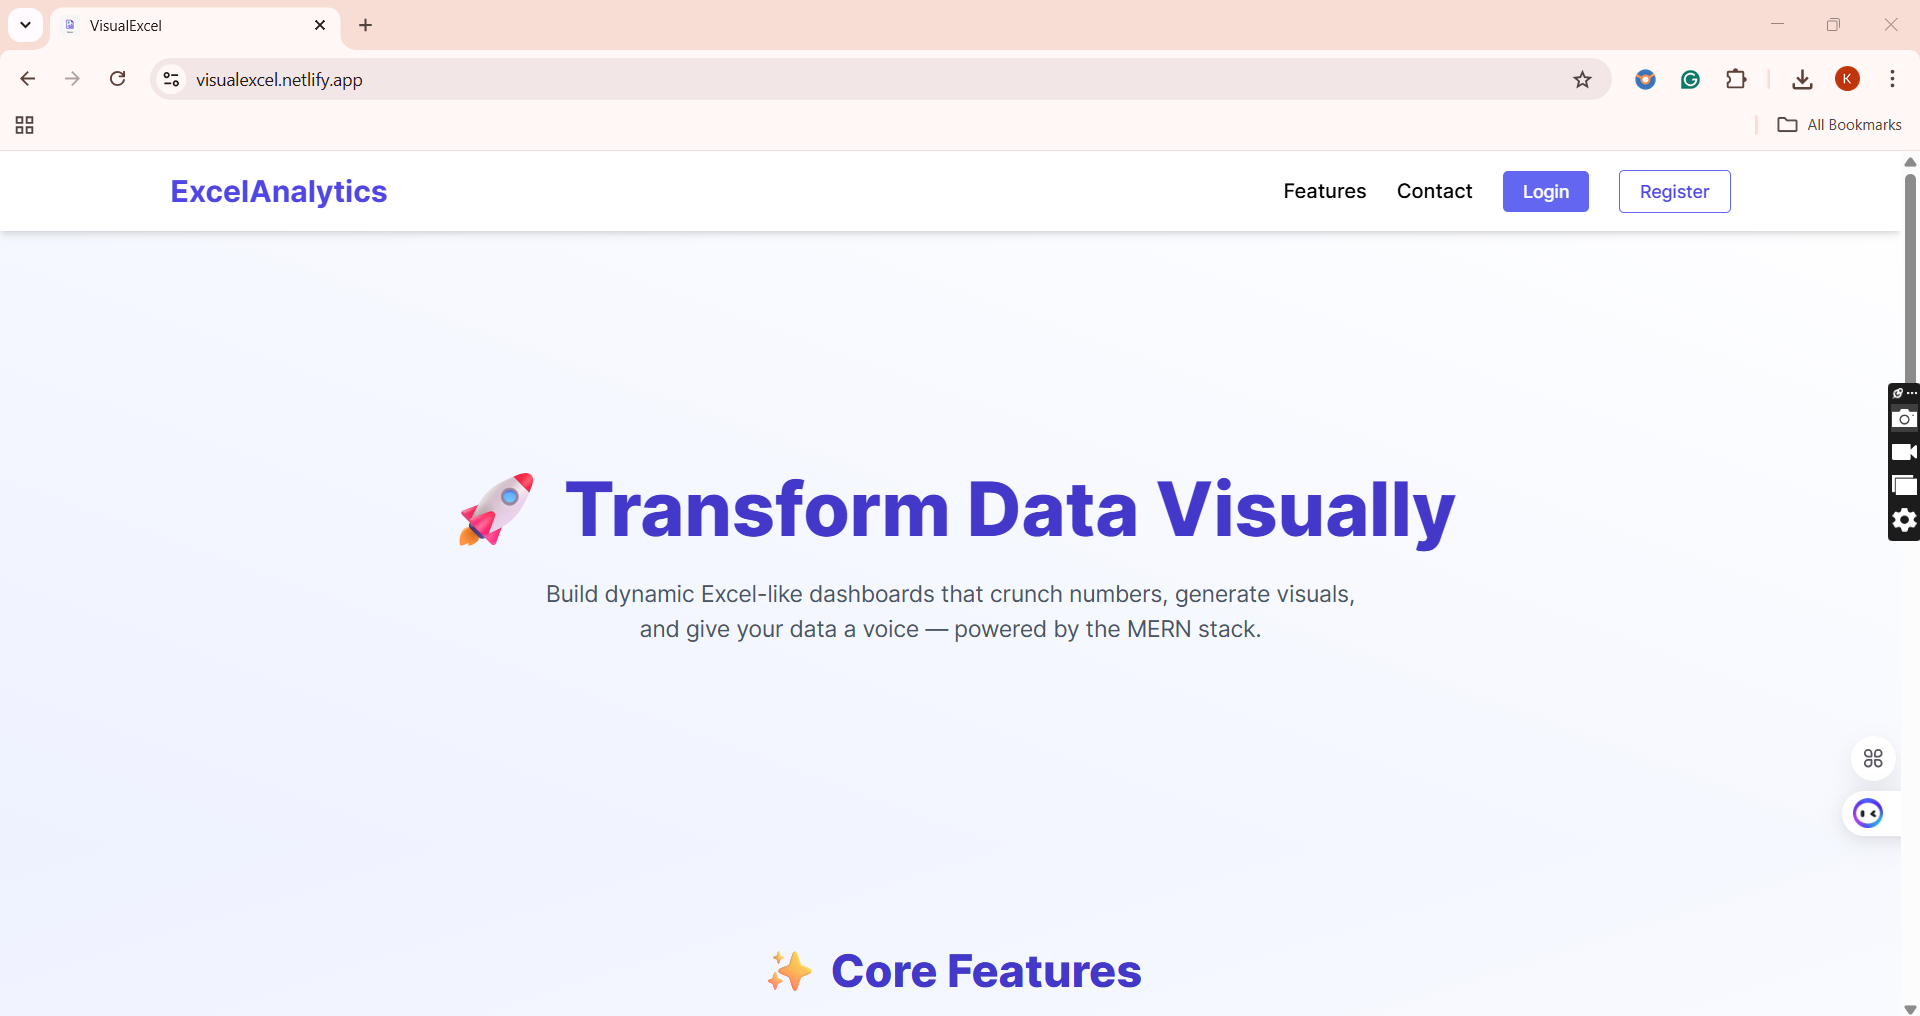 VisualExcel
visualexcel.netlify.app
K
All Bookmarks
ExcelAnalytics
Features
Contact
Login
Register
🚀 Transform Data Visually
Build dynamic Excel-like dashboards that crunch numbers, generate visuals,
and give your data a voice — powered by the MERN stack.
✨ Core Features